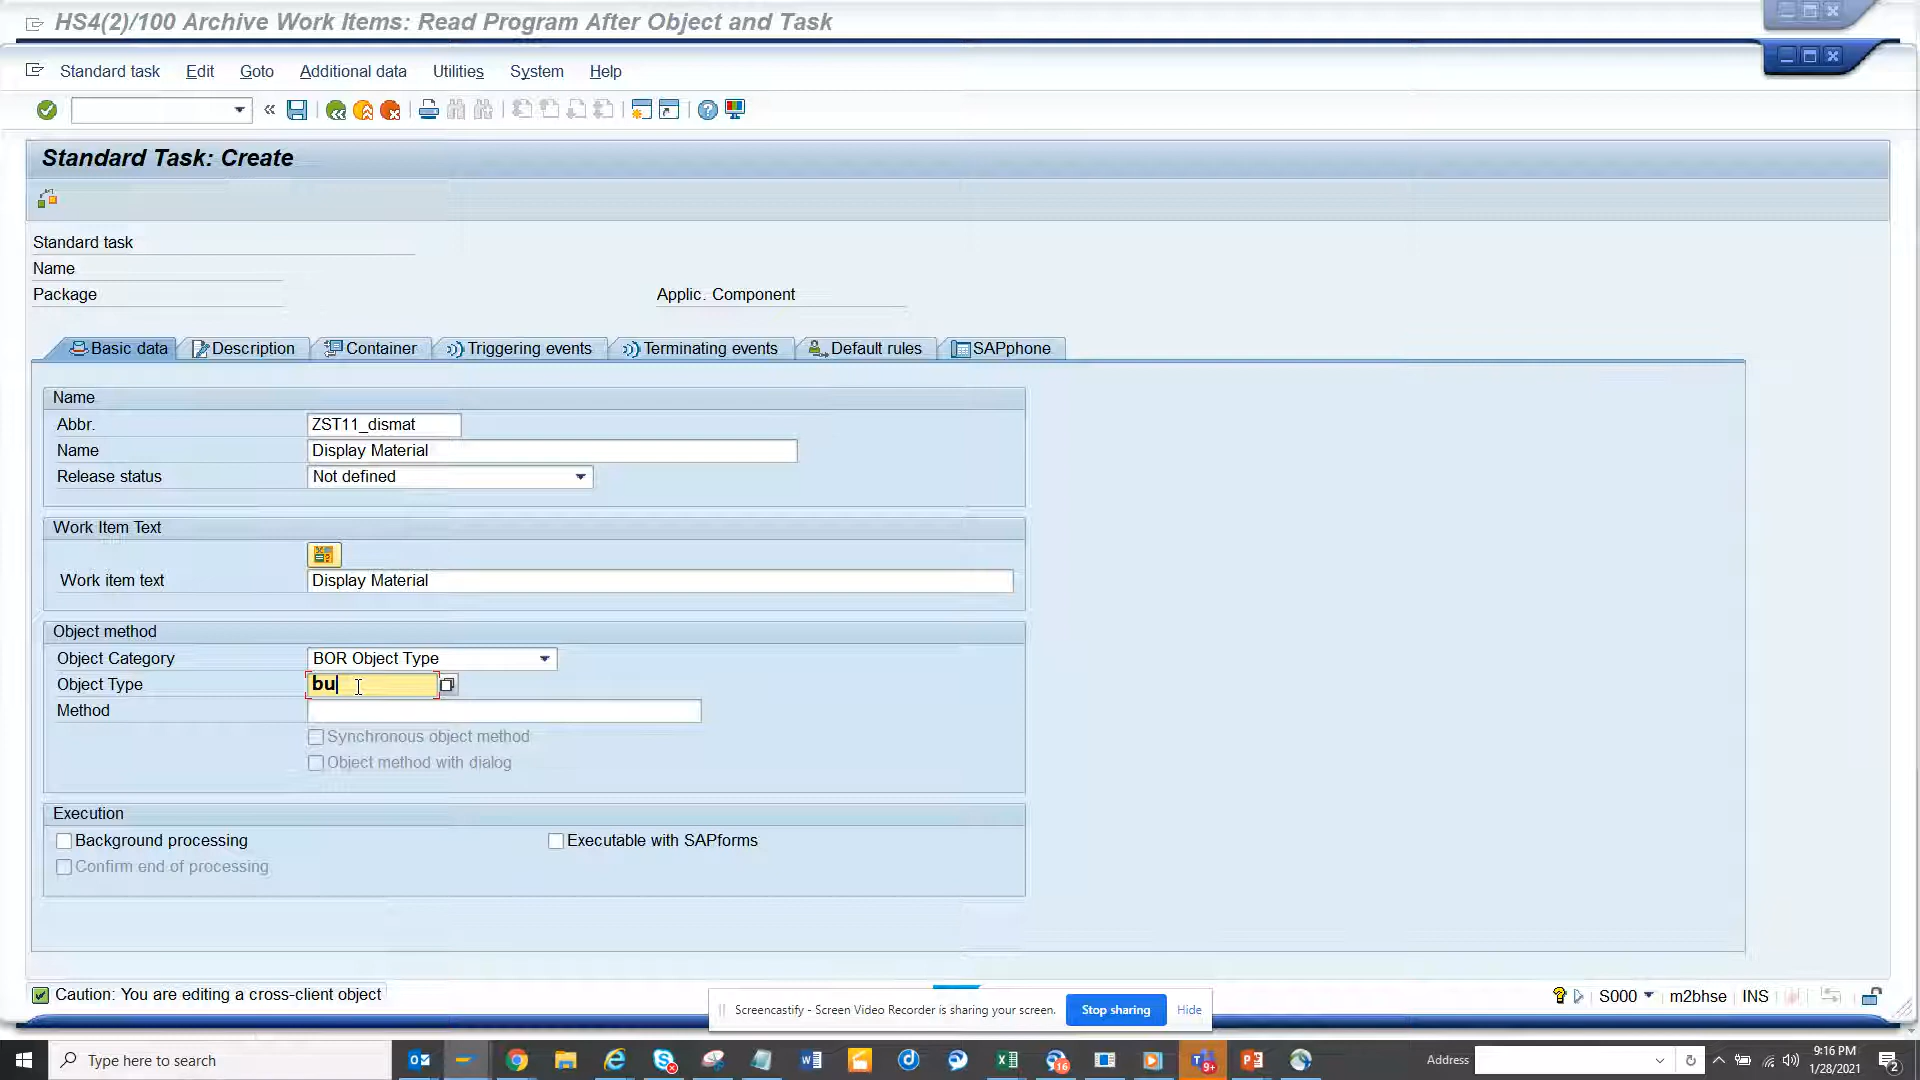 HS4(2)/100 Archive Work Items: Read Program After Object and Task
Standard task Edit Goto Additional data Utilities System Help
Standard Task: Create
Standard task
Name
Package Applic. Component
Basic data Description Container Triggering events Terminating events Default rules SAPphone
Name
Abbr. ZST11_dismat
Name Display Material
Release status Not defined
Work Item Text
Work item text Display Material
Object method
Object Category BOR Object Type
Object Type bu
Method
Synchronous object method
Object method with dialog
Execution
Background processing Executable with SAPforms
Confirm end of processing
Caution: You are editing a cross-client object
S000 m2bhse INS
Screencastify - Screen Video Recorder is sharing your screen. Stop sharing Hide
Type here to search
16
9+
Address
9:16 PM
1/28/2021
2